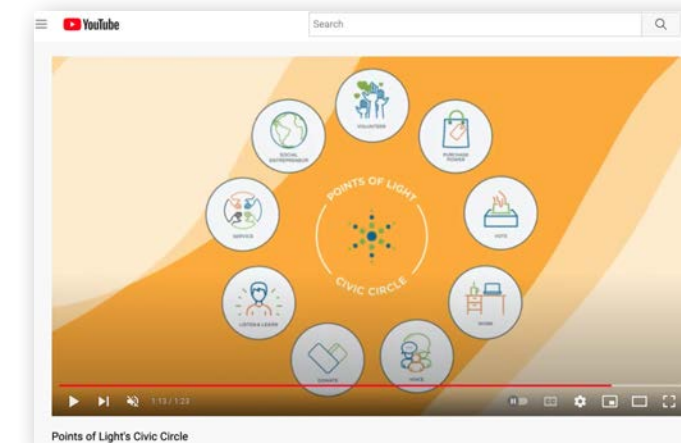 YouTube
Search
VOLUNTEER
SOCIAL
ENTREPRENEUR
PURCHASE
POWER
POINTS OF LIGHT
SERVICE
VOTE
CIVIC CIRCLE
LISTEN & LEARN
WORK
DONATE
VOICE
1:13 / 1:23
Points of Light's Civic Circle